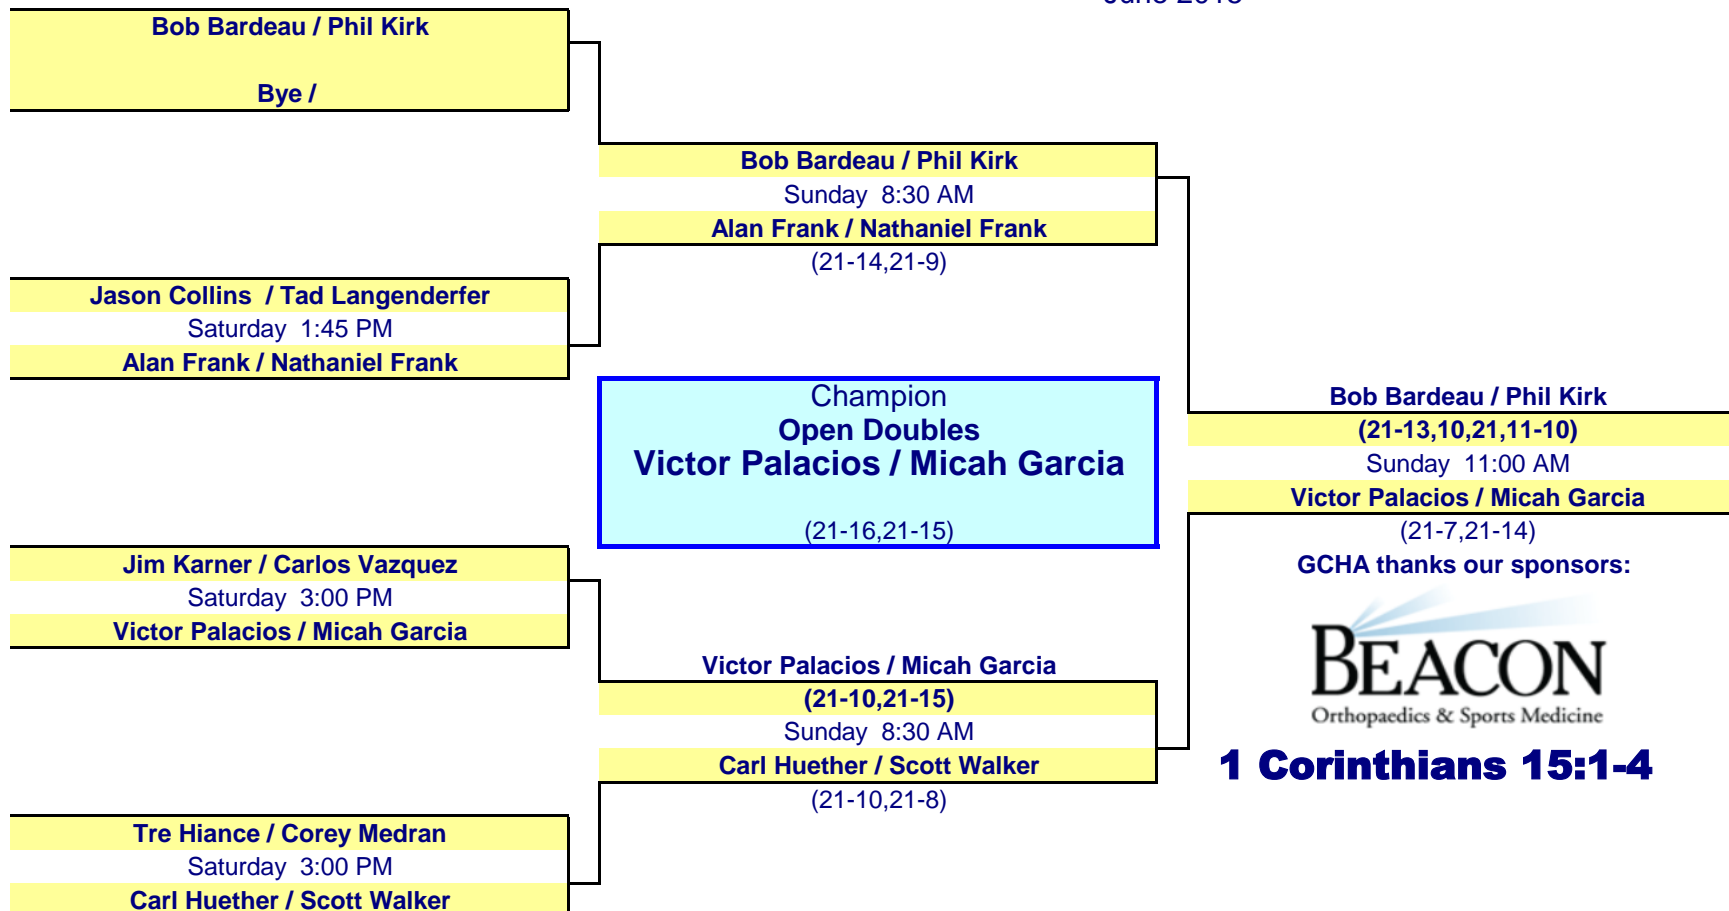 Bob Bardeau / Phil Kirk
Bye /
Bob Bardeau / Phil Kirk
Sunday 8:30 AM
Alan Frank / Nathaniel Frank
(21-14,21-9)
Jason Collins / Tad Langenderfer
Saturday 1:45 PM
Alan Frank / Nathaniel Frank
Champion
Open Doubles
Victor Palacios / Micah Garcia
(21-16,21-15)
Bob Bardeau / Phil Kirk
(21-13,10,21,11-10)
Sunday 11:00 AM
Victor Palacios / Micah Garcia
(21-7,21-14)
GCHA thanks our sponsors:
BEACON
Orthopaedics & Sports Medicine
1 Corinthians 15:1-4
Jim Karner / Carlos Vazquez
Saturday 3:00 PM
Victor Palacios / Micah Garcia
Victor Palacios / Micah Garcia
(21-10,21-15)
Sunday 8:30 AM
Carl Huether / Scott Walker
(21-10,21-8)
Tre Hiance / Corey Medran
Saturday 3:00 PM
Carl Huether / Scott Walker